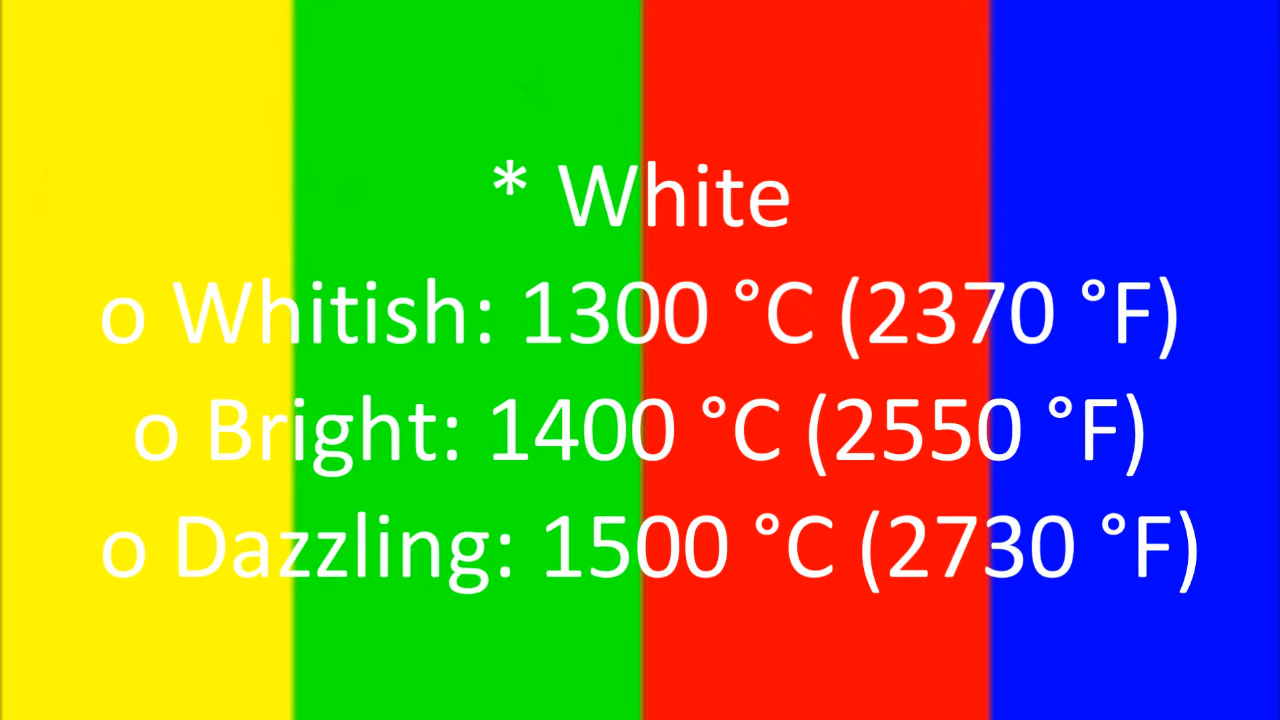 * White
o Whitish: 1300 °C (2370 °F)
o Bright: 1400 °C (2550 °F)
o Dazzling: 1500 °C (2730 °F)